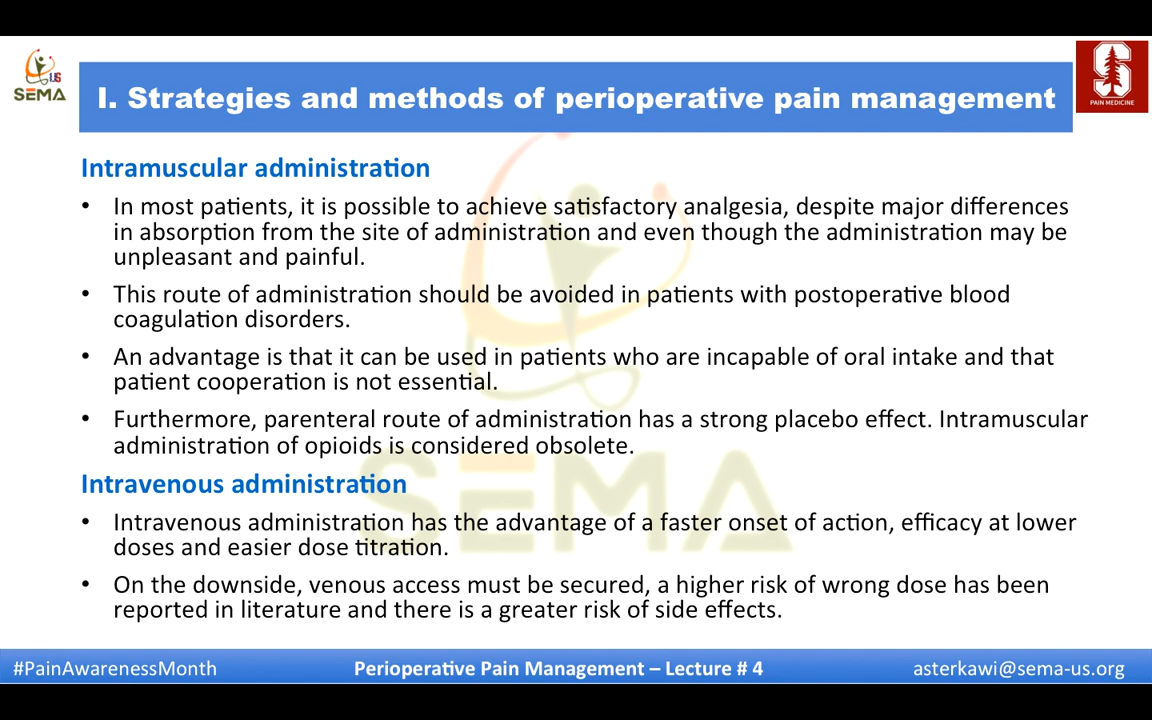 US
SEMA
I. Strategies and methods of perioperative pain management
S
PAIN MEDICINE
Intramuscular administration
• In most patients, it is possible to achieve satisfactory analgesia, despite major differences
in absorption from the site of administration and even though the administration may be
unpleasant and painful.
• This route of administration should be avoided in patients with postoperative blood
coagulation disorders.
• An advantage is that it can be used in patients who are incapable of oral intake and that
patient cooperation is not essential.
• Furthermore, parenteral route of administration has a strong placebo effect. Intramuscular
administration of opioids is considered obsolete.
SEMA
Intravenous administration
• Intravenous administration has the advantage of a faster onset of action, efficacy at lower
doses and easier dose titration.
• On the downside, venous access must be secured, a higher risk of wrong dose has been
reported in literature and there is a greater risk of side effects.
#PainAwarenessMonth
Perioperative Pain Management – Lecture # 4
asterkawi@sema-us.org